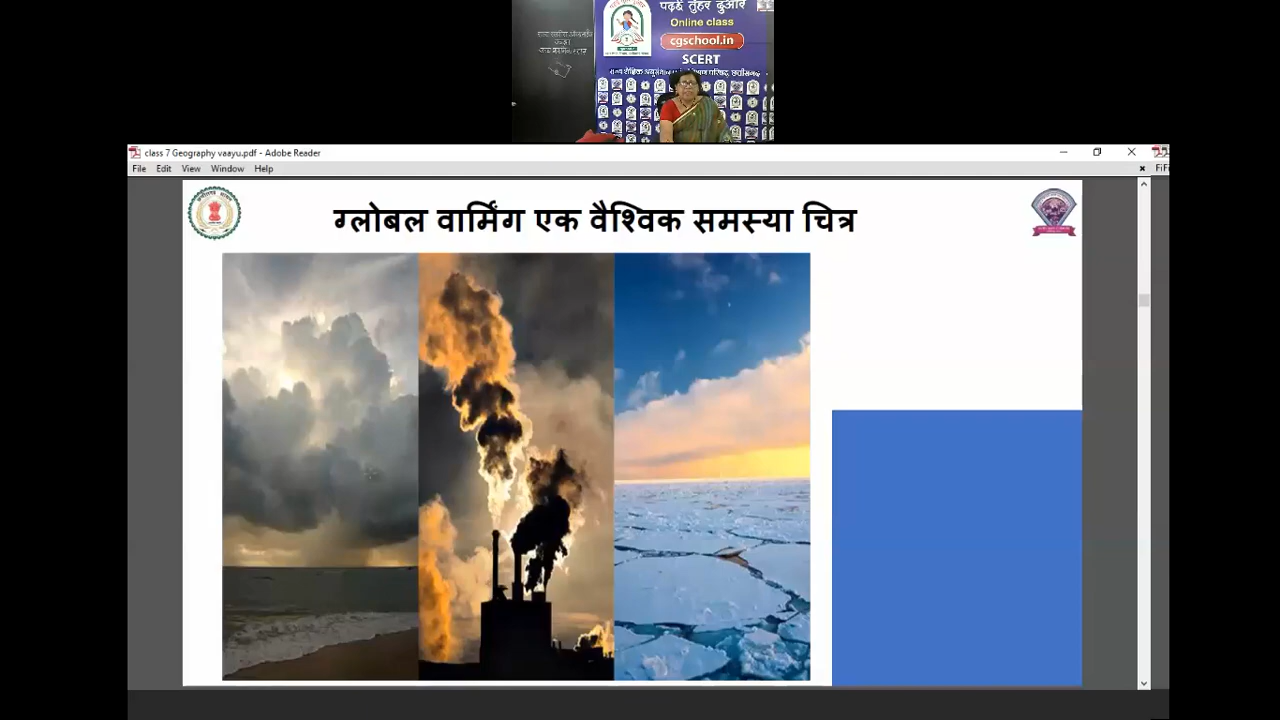 पढ़ई तुंहर दुआर
Online class
cgschool.in
SCERT
class 7 Geography vaayu.pdf - Adobe Reader
File Edit View Window Help
ग्लोबल वार्मिंग एक वैश्विक समस्या चित्र